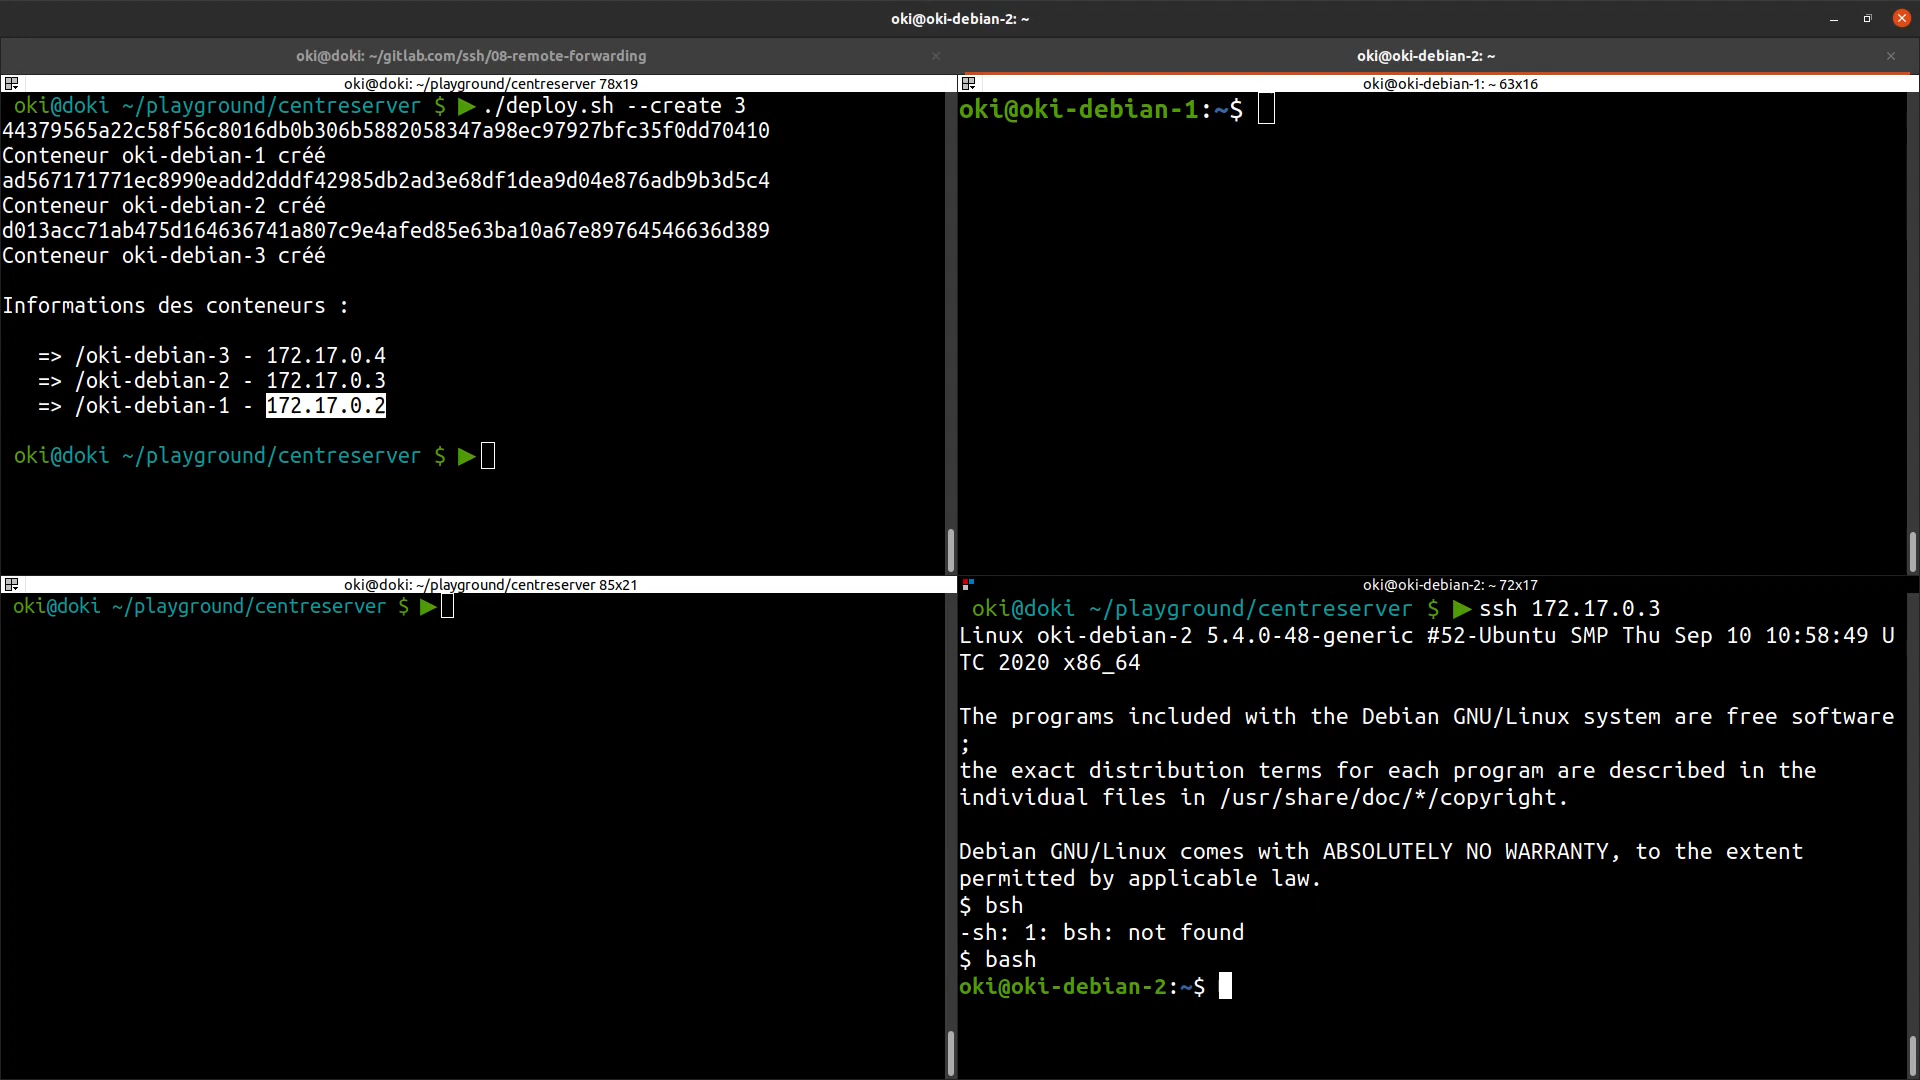 oki@oki-debian-2: ~
oki@doki: ~/gitlab.com/ssh/08-remote-forwarding
oki@oki-debian-2: ~
oki@doki: ~/playground/centreserver 78x19
oki@doki ~/playground/centreserver $ ▶./deploy.sh --create 3
44379565a22c58f56c8016db0b306b5882058347a98ec97927bfc35f0dd70410
Conteneur oki-debian-1 créé
ad567171771ec8990eadd2dddf42985db2ad3e68df1dea9d04e876adb9b3d5c4
Conteneur oki-debian-2 créé
d013acc71ab475d164636741a807c9e4afed85e63ba10a67e89764546636d389
Conteneur oki-debian-3 créé
Informations des conteneurs :
=> /oki-debian-3 - 172.17.0.4
=> /oki-debian-2 - 172.17.0.3
=> /oki-debian-1 - 172.17.0.2
oki@doki ~/playground/centreserver $ ▶
oki@oki-debian-1: ~ 63x16
oki@oki-debian-1:~$
oki@doki: ~/playground/centreserver 85x21
oki@doki ~/playground/centreserver $ ▶
oki@oki-debian-2: ~ 72x17
oki@doki ~/playground/centreserver $ ▶ssh 172.17.0.3
Linux oki-debian-2 5.4.0-48-generic #52-Ubuntu SMP Thu Sep 10 10:58:49 U
TC 2020 x86_64
The programs included with the Debian GNU/Linux system are free software
;
the exact distribution terms for each program are described in the
individual files in /usr/share/doc/*/copyright.
Debian GNU/Linux comes with ABSOLUTELY NO WARRANTY, to the extent
permitted by applicable law.
$ bsh
-sh: 1: bsh: not found
$ bash
oki@oki-debian-2:~$